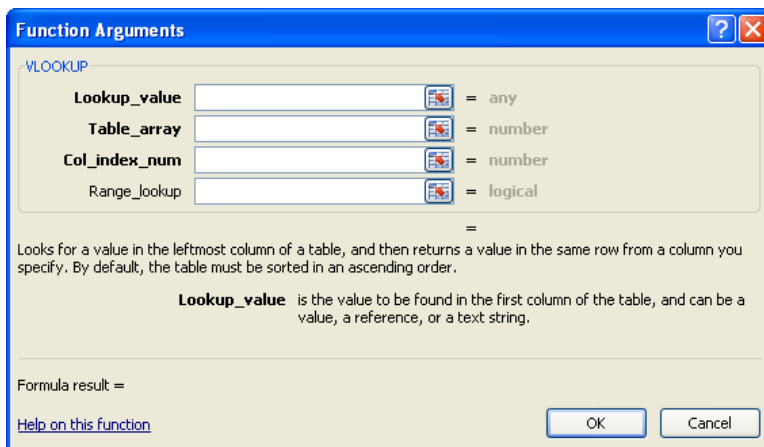 Function Arguments
VLOOKUP
Lookup_value = any
Table_array = number
Col_index_num = number
Range_lookup = logical
=
Looks for a value in the leftmost column of a table, and then returns a value in the same row from a column you
specify. By default, the table must be sorted in an ascending order.
Lookup_value is the value to be found in the first column of the table, and can be a
value, a reference, or a text string.
Formula result =
Help on this function OK Cancel